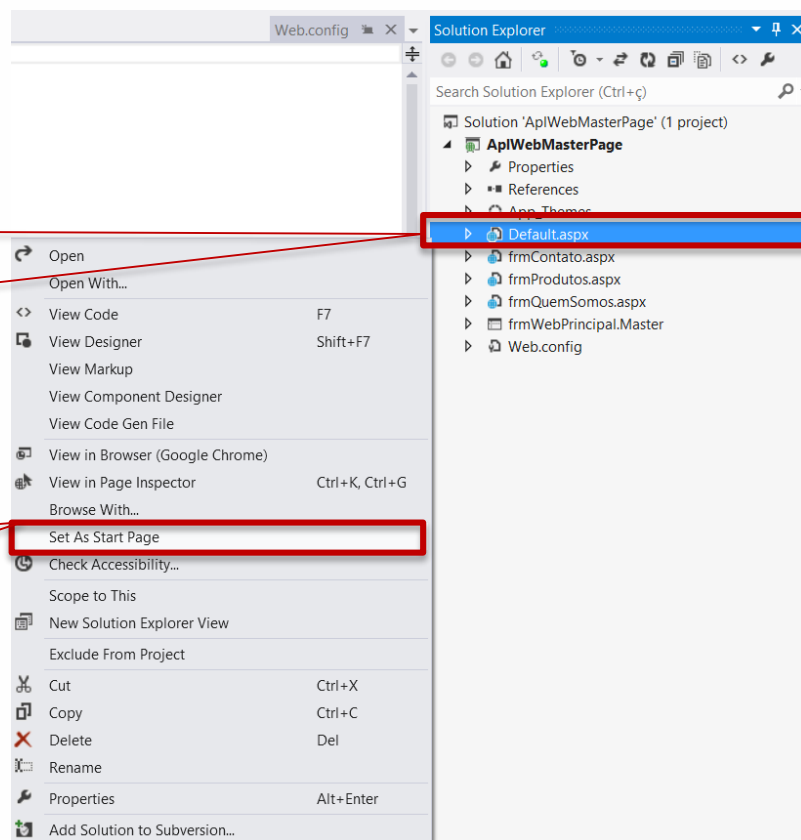 Web.config
Solution Explorer
Search Solution Explorer (Ctrl+ç)
Solution 'AplWebMasterPage' (1 project)
AplWebMasterPage
Properties
References
App_Themes
Default.aspx
frmContato.aspx
frmProdutos.aspx
frmQuemSomos.aspx
frmWebPrincipal.Master
Web.config
Open
Open With...
View Code F7
View Designer Shift+F7
View Markup
View Component Designer
View Code Gen File
View in Browser (Google Chrome)
View in Page Inspector Ctrl+K, Ctrl+G
Browse With...
Set As Start Page
Check Accessibility...
Scope to This
New Solution Explorer View
Exclude From Project
Cut Ctrl+X
Copy Ctrl+C
Delete Del
Rename
Properties Alt+Enter
Add Solution to Subversion...